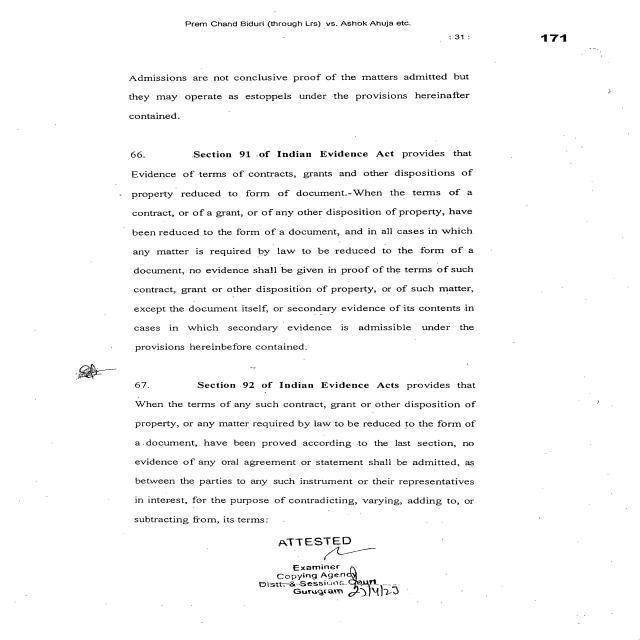 Prem Chand Biduri (through Lrs) vs. Ashok Ahuja etc.
: 31 :
171
Admissions are not conclusive proof of the matters admitted but
they may operate as estoppels under the provisions hereinafter
contained.
66. Section 91 of Indian Evidence Act provides that
Evidence of terms of contracts, grants and other dispositions of
property reduced to form of document.-When the terms of a
contract, or of a grant, or of any other disposition of property, have
been reduced to the form of a document, and in all cases in which
any matter is required by law to be reduced to the form of a
document, no evidence shall be given in proof of the terms of such
contract, grant or other disposition of property, or of such matter,
except the document itself, or secondary evidence of its contents in
cases in which secondary evidence is admissible under the
provisions hereinbefore contained.
67. Section 92 of Indian Evidence Acts provides that
When the terms of any such contract, grant or other disposition of
property, or any matter required by law to be reduced to the form of
a document, have been proved according to the last section, no
evidence of any oral agreement or statement shall be admitted, as
between the parties to any such instrument or their representatives
in interest, for the purpose of contradicting, varying, adding to, or
subtracting from, its terms:
ATTESTED
Examiner
Copying Agency
Distt. & Sessions Court
Gurugram 25/4/23